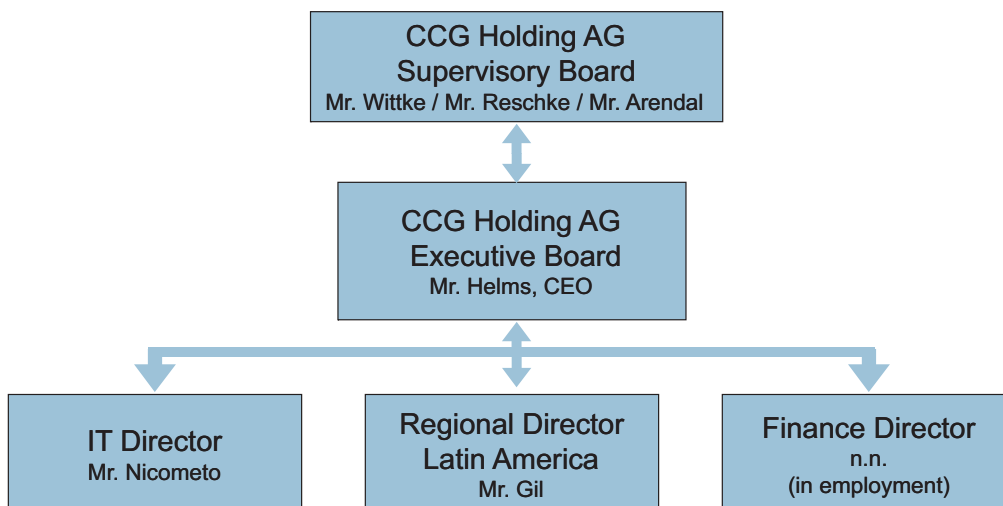 CCG Holding AG
Supervisory Board
Mr. Wittke / Mr. Reschke / Mr. Arendal
CCG Holding AG
Executive Board
Mr. Helms, CEO
IT Director
Mr. Nicometo
Regional Director
Latin America
Mr. Gil
Finance Director
n.n.
(in employment)